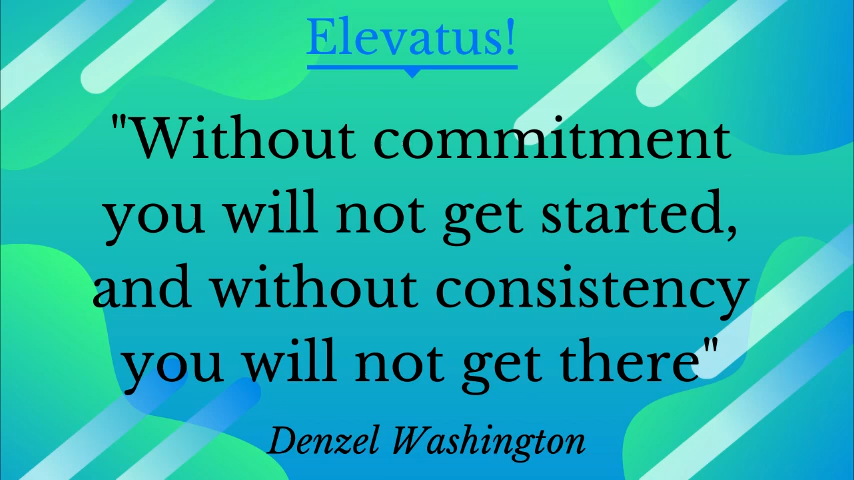 Elevatus!
"Without commitment
you will not get started,
and without consistency
you will not get there"
Denzel Washington